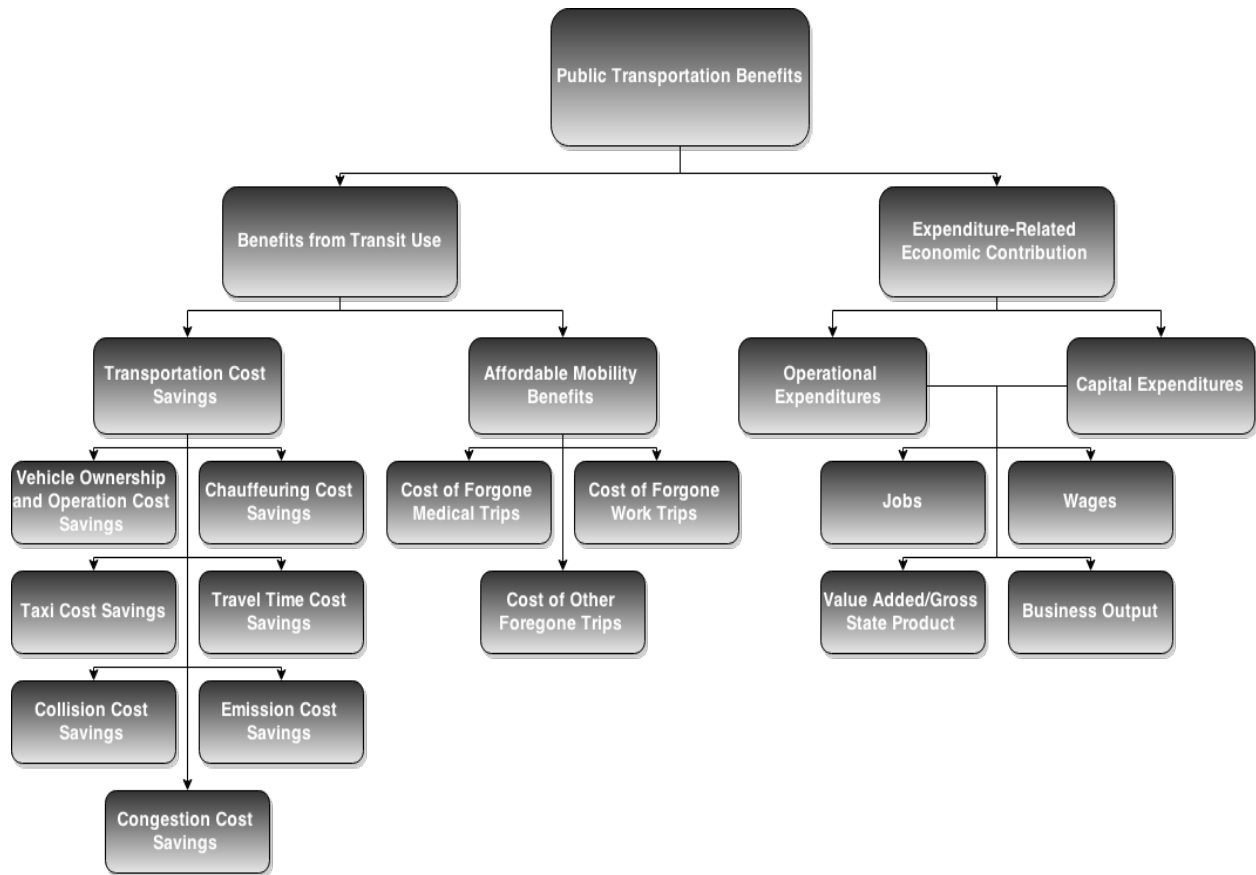 Public Transportation Benefits
Benefits from Transit Use
Expenditure-Related
Economic Contribution
Transportation Cost
Savings
Affordable Mobility
Benefits
Operational
Expenditures
Capital Expenditures
Vehicle Ownership
and Operation Cost
Savings
Chauffeuring Cost
Savings
Cost of Forgone
Medical Trips
Cost of Forgone
Work Trips
Jobs
Wages
Taxi Cost Savings
Travel Time Cost
Savings
Cost of Other
Foregone Trips
Value Added/Gross
State Product
Business Output
Collision Cost
Savings
Emission Cost
Savings
Congestion Cost
Savings